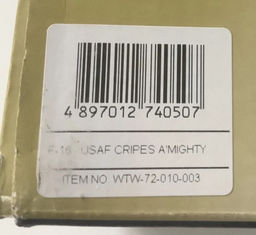 4 897012 740507
F-16 USAF CRIPES A'MIGHTY
ITEM NO WTW-72-010-003